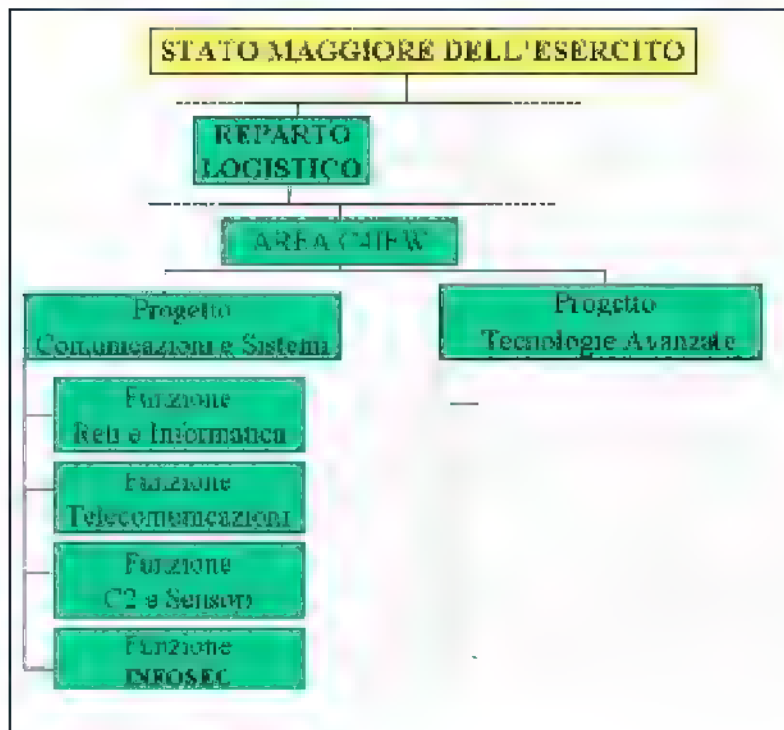 STATO MAGGIORE DELL'ESERCITO
REPARTO
LOGISTICO
AREA C4IEW
Progetto
Comunicazioni e Sistemi
Progetto
Tecnologie Avanzate
Funzione
Reti e Informatica
Funzione
Telecomunicazioni
Funzione
C2 e Sensori
Funzione
INFOSEC